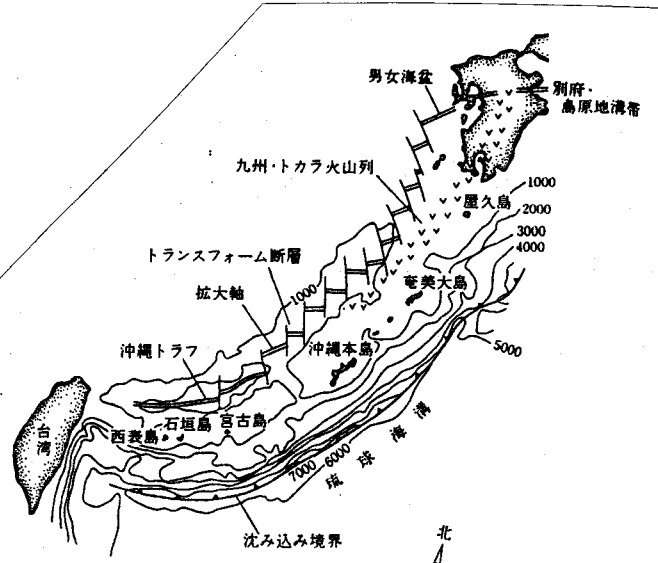 男女海盆
別府・
島原地溝帯
九州・トカラ火山列
屋久島
1000
2000
3000
4000
トランスフォーム断層
拡大軸
1000
奄美大島
5000
沖縄トラフ
沖縄本島
台湾
西表島
石垣島
宮古島
7000
6000
琉球海溝
沈み込み境界
北